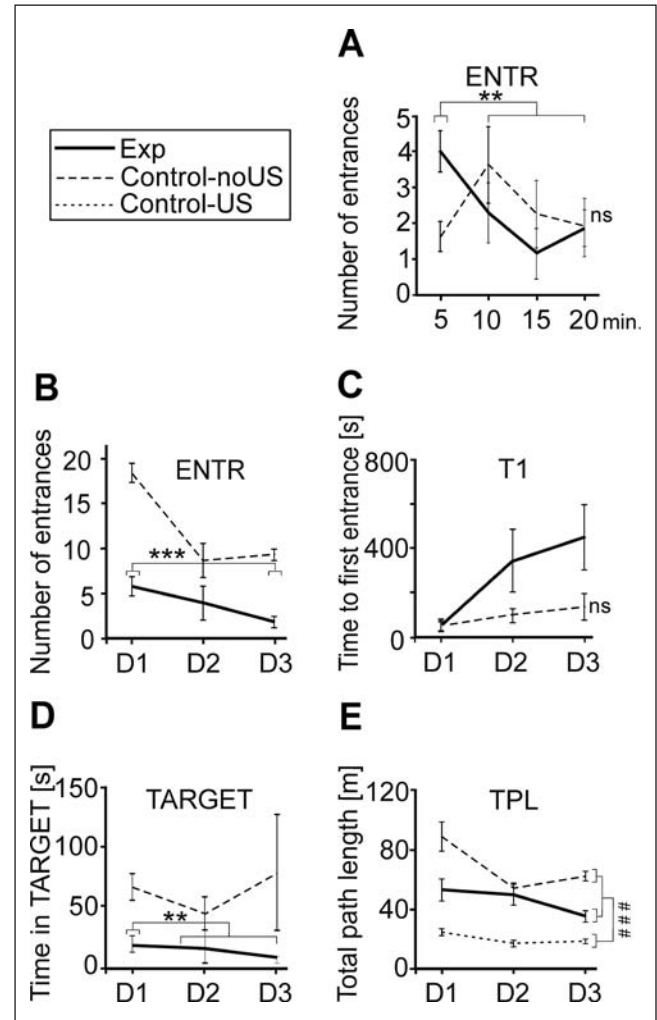 A
ENTR
**
Exp
Control-noUS
Control-US
Number of entrances
5
4
3
2
1
0
ns
5 10 15 20 min.
B
ENTR
Number of entrances
20
15
10
5
0
***
D1 D2 D3
C
T1
Time to first entrance [s]
800
400
0
ns
D1 D2 D3
D
TARGET
Time in TARGET [s]
150
100
50
0
**
D1 D2 D3
E
TPL
Total path length [m]
120
80
40
0
###
D1 D2 D3